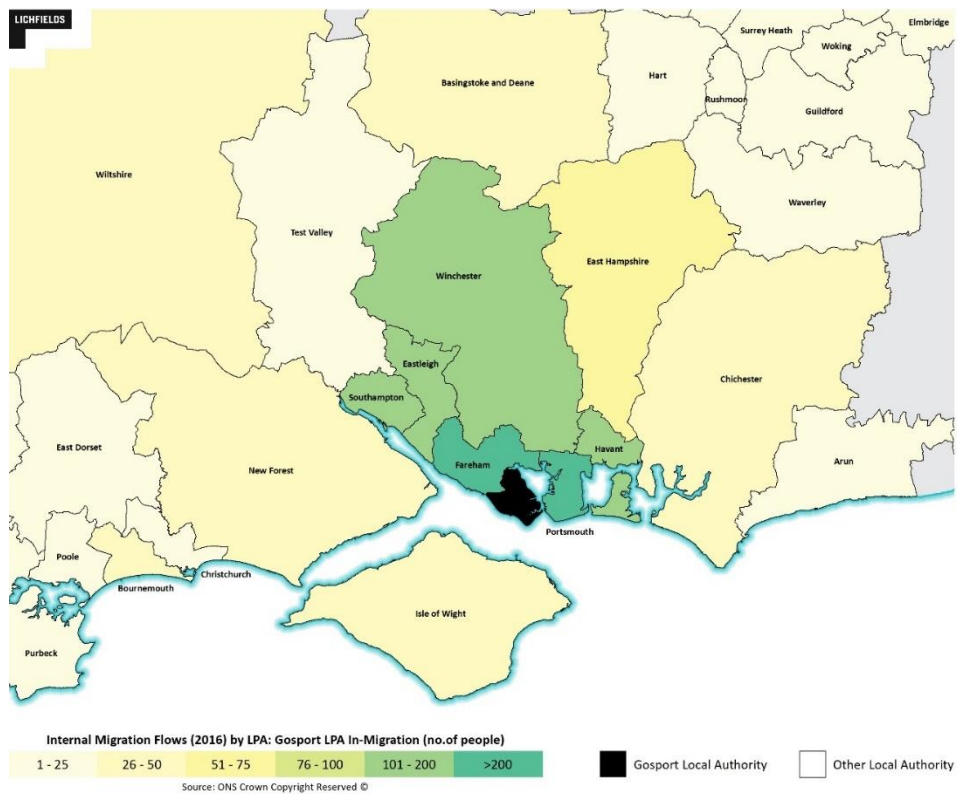 LICHFIELDS
Elmbridge
Surrey Heath
Woking
Basingstoke and Deane
Hart
Rushmoor
Guildford
Wiltshire
Waverley
Test Valley
East Hampshire
Winchester
Eastleigh
Chichester
Southampton
Havant
East Dorset
Fareham
Arun
New Forest
Portsmouth
Poole
Christchurch
Bournemouth
Isle of Wight
Purbeck
Internal Migration Flows (2016) by LPA: Gosport LPA In-Migration (no.of people)
1 - 25 26 - 50 51 - 75 76 - 100 101 - 200 >200
Gosport Local Authority
Other Local Authority
Source: ONS Crown Copyright Reserved ©